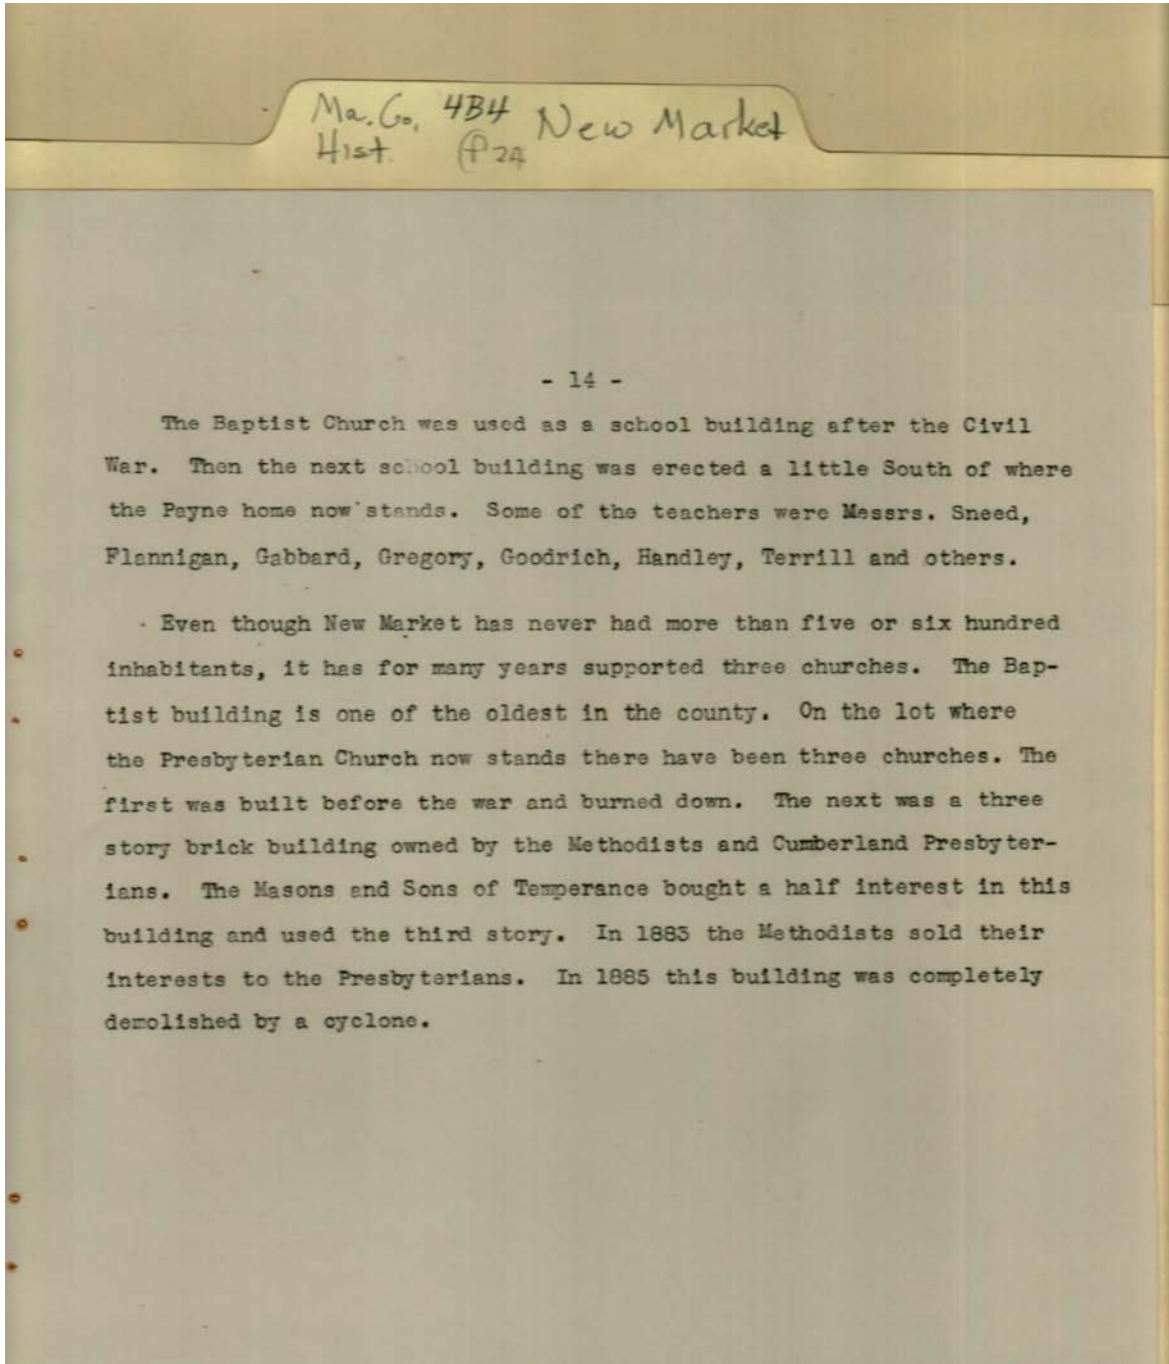 Ma. Co. 4B4 New Market
Hist. P24
- 14 -
The Baptist Church was used as a school building after the Civil
War. Then the next school building was erected a little South of where
the Payne home now stands. Some of the teachers were Messrs. Sneed,
Flannigan, Gabbard, Gregory, Goodrich, Handley, Terrill and others.
Even though New Market has never had more than five or six hundred
inhabitants, it has for many years supported three churches. The Bap-
tist building is one of the oldest in the county. On the lot where
the Presbyterian Church now stands there have been three churches. The
first was built before the war and burned down. The next was a three
story brick building owned by the Methodists and Cumberland Presbyter-
ians. The Masons and Sons of Temperance bought a half interest in this
building and used the third story. In 1883 the Methodists sold their
interests to the Presbyterians. In 1885 this building was completely
demolished by a cyclone.